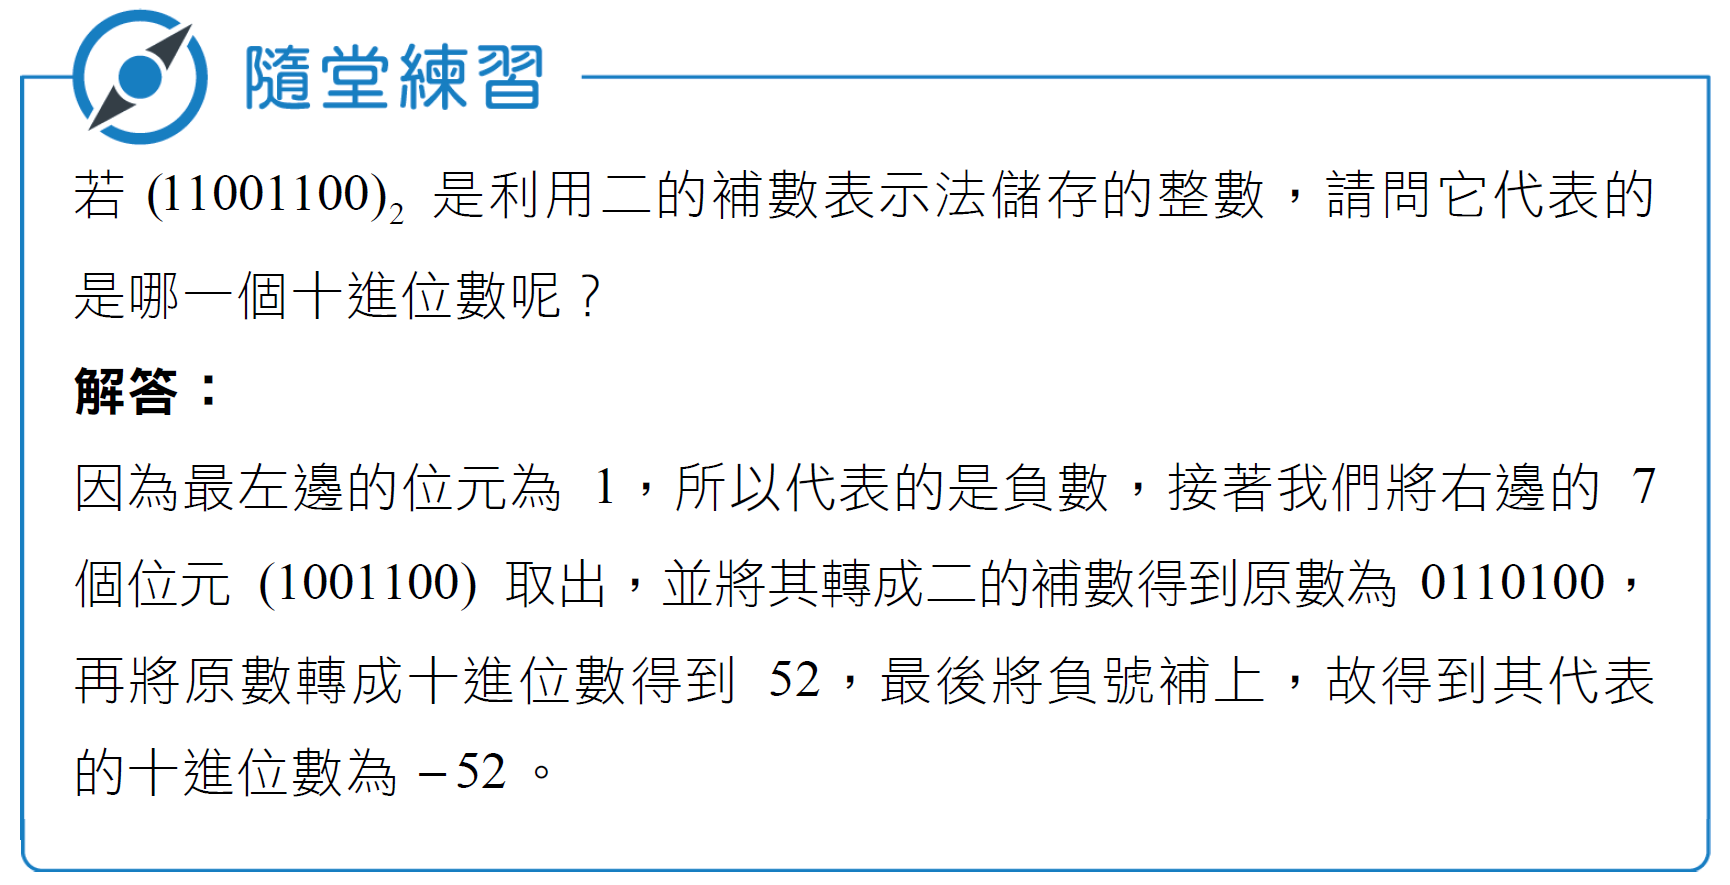 隨堂練習
若 (11001100)₂ 是利用二的補數表示法儲存的整數，請問它代表的
是哪一個十進位數呢？
解答：
因為最左邊的位元為 1，所以代表的是負數，接著我們將右邊的 7
個位元 (1001100) 取出，並將其轉成二的補數得到原數為 0110100，
再將原數轉成十進位數得到 52，最後將負號補上，故得到其代表
的十進位數為 –52。